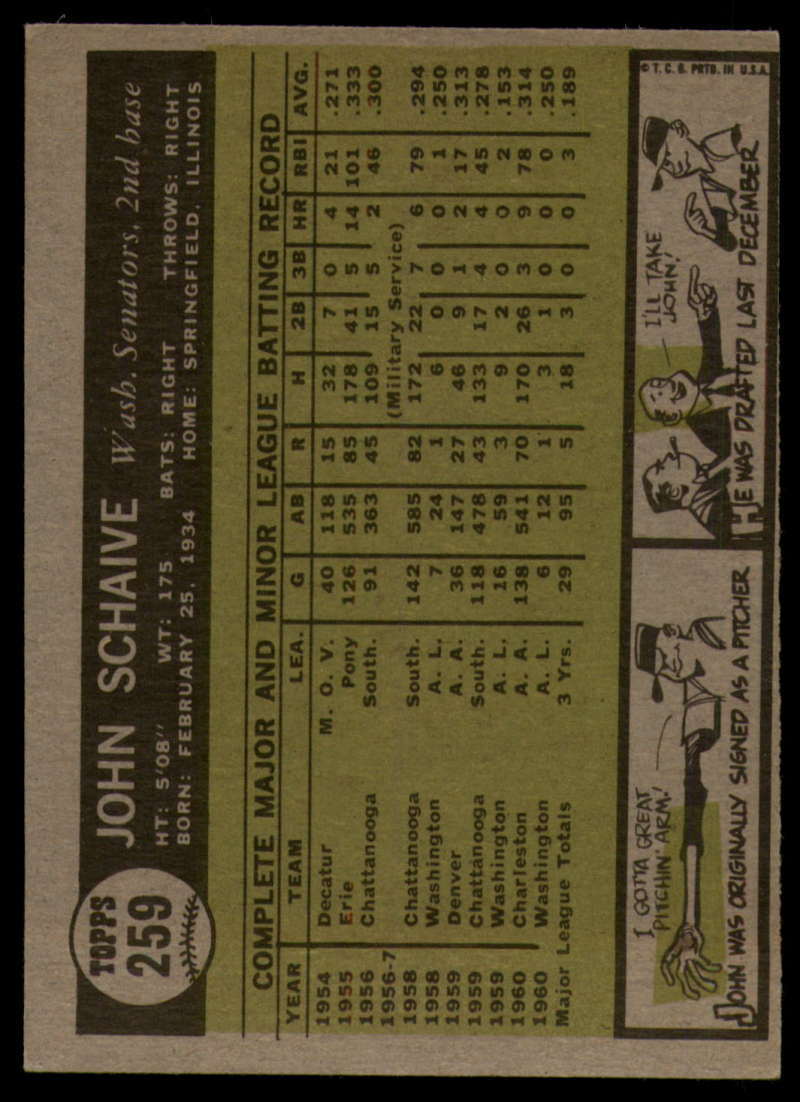 TOPPS
259
JOHN SCHAIVE Wash. Senators, 2nd base
HT: 5'08" WT: 175 BATS: RIGHT THROWS: RIGHT
BORN: FEBRUARY 25, 1934 HOME: SPRINGFIELD, ILLINOIS
COMPLETE MAJOR AND MINOR LEAGUE BATTING RECORD
YEAR TEAM LEA. G AB R H 2B 3B HR RBI AVG.
1954 Decatur M. O. V. 40 118 15 32 7 0 4 21 .271
1955 Erie Pony 126 535 85 178 41 5 14 101 .333
1956 Chattanooga South. 91 363 45 109 15 5 2 46 .300
1956-7 (Military Service)
1958 Chattanooga South. 142 585 82 172 22 7 6 79 .294
1958 Washington A. L. 7 24 1 6 0 0 0 1 .250
1959 Denver A. A. 36 147 27 46 9 1 2 17 .313
1959 Chattanooga South. 118 478 43 133 17 4 4 45 .278
1959 Washington A. L. 16 59 3 9 2 0 0 2 .153
1960 Charleston A. A. 138 541 70 170 26 3 9 78 .314
1960 Washington A. L. 6 12 1 3 1 0 0 0 .250
Major League Totals 3 Yrs. 29 95 5 18 3 0 0 3 .189
I GOTTA GREAT
PITCHIN' ARM!
JOHN WAS ORIGINALLY SIGNED AS A PITCHER
© T. C. G. PRTD. IN U.S.A.
I'LL TAKE
JOHN!
HE WAS DRAFTED LAST DECEMBER